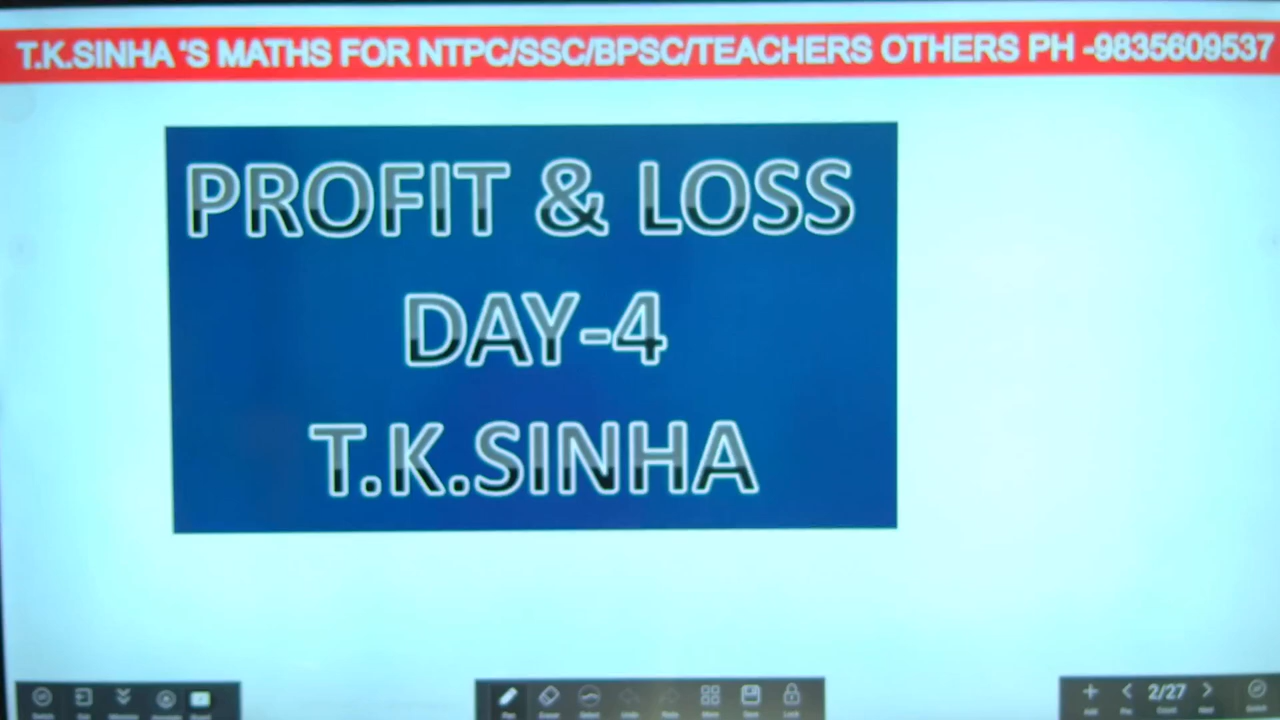 T.K.SINHA 'S MATHS FOR NTPC/SSC/BPSC/TEACHERS OTHERS PH -9835609537
PROFIT & LOSS
DAY-4
T.K.SINHA
2/27